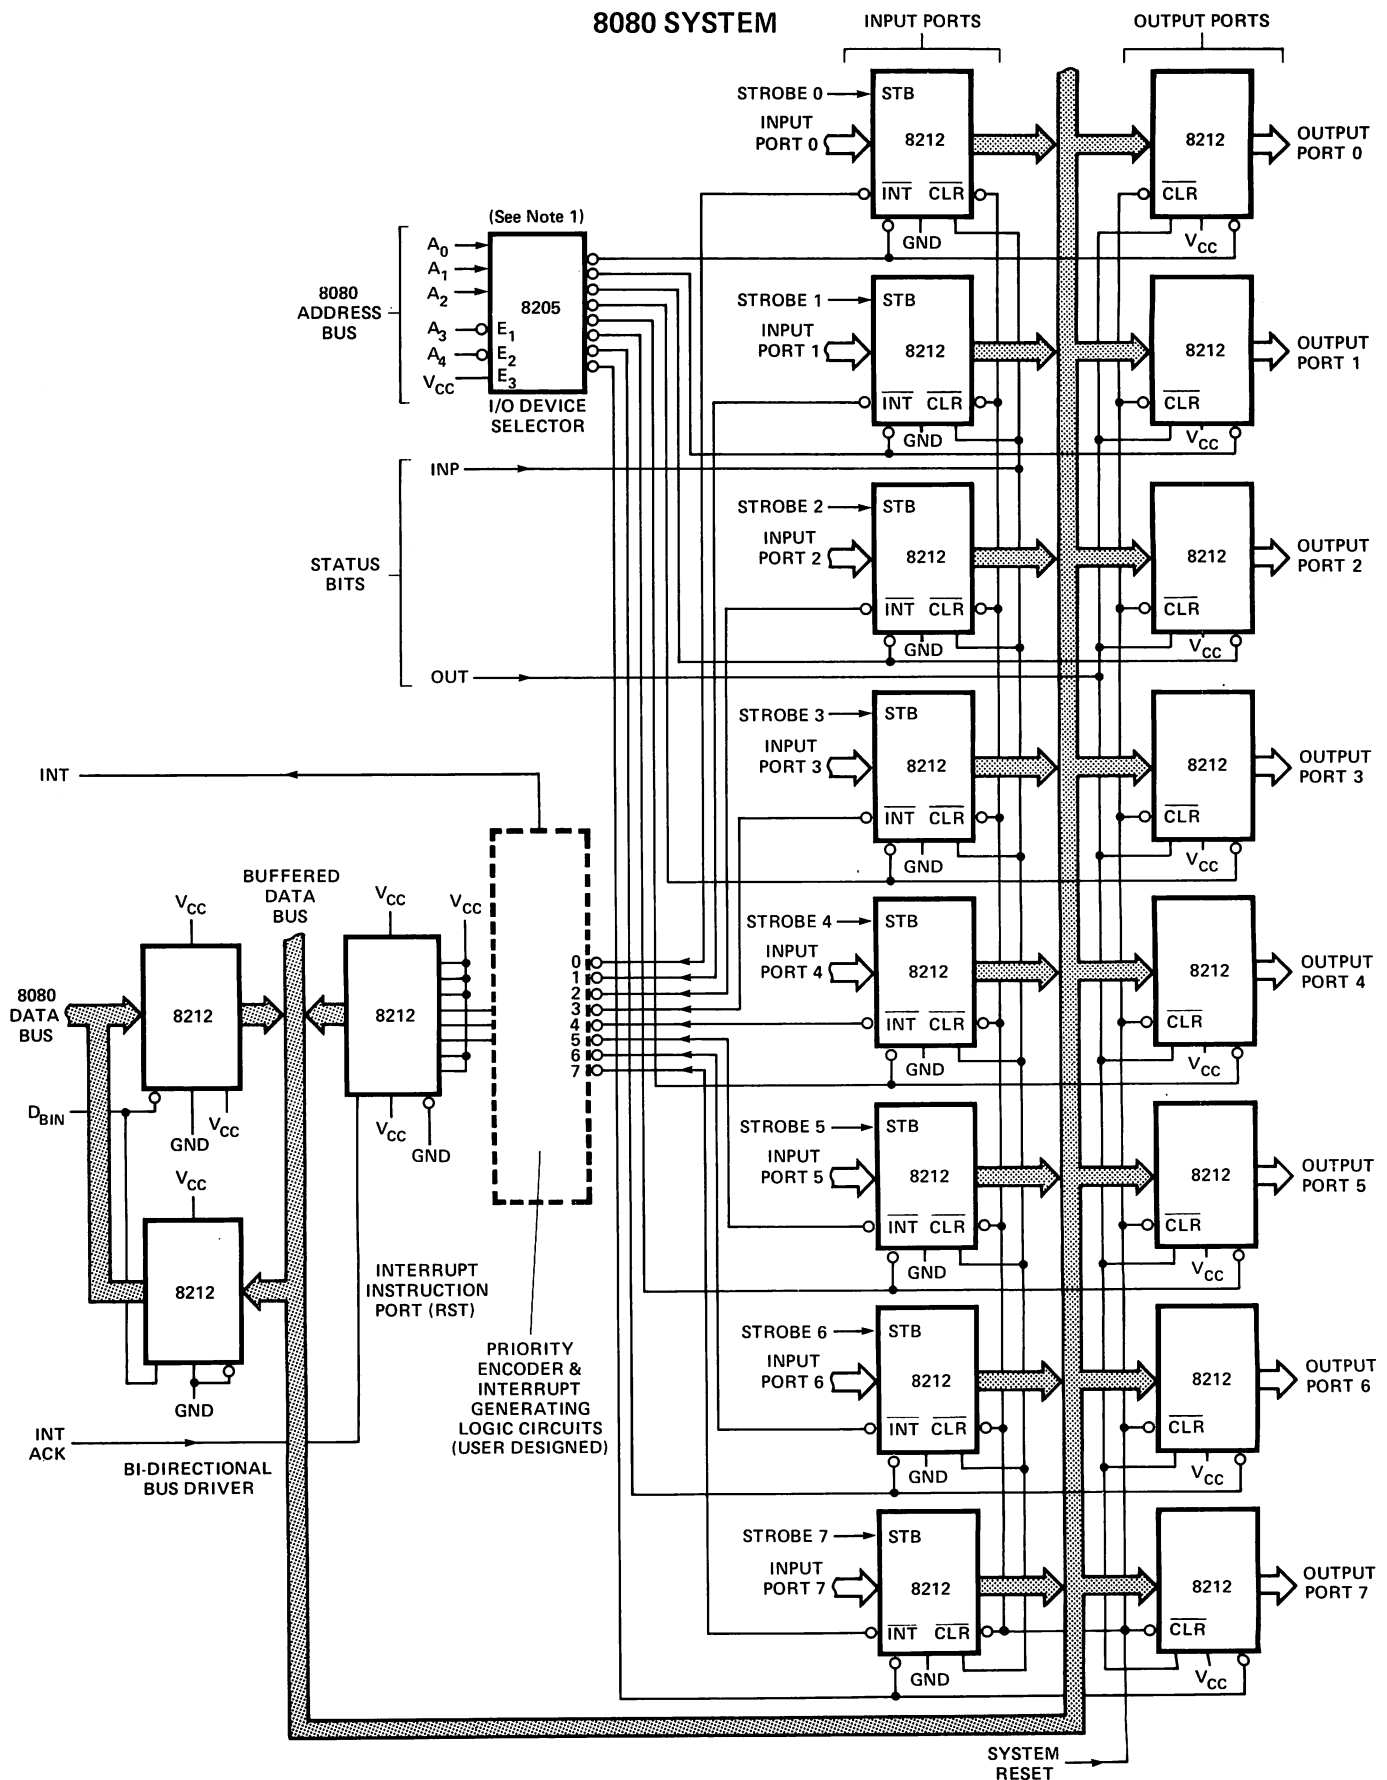 8080 SYSTEM
INPUT PORTS
OUTPUT PORTS
STROBE 0
STB
INPUT
PORT 0
8212
INT CLR
GND
8212
CLR
VCC
OUTPUT
PORT 0
(See Note 1)
8080
ADDRESS
BUS
A0
A1
A2
A3
A4
VCC
8205
E1
E2
E3
I/O DEVICE
SELECTOR
STROBE 1
STB
INPUT
PORT 1
8212
INT CLR
GND
8212
CLR
VCC
OUTPUT
PORT 1
STATUS
BITS
INP
OUT
STROBE 2
STB
INPUT
PORT 2
8212
INT CLR
GND
8212
CLR
VCC
OUTPUT
PORT 2
STROBE 3
STB
INPUT
PORT 3
8212
INT CLR
GND
8212
CLR
VCC
OUTPUT
PORT 3
INT
BUFFERED
DATA
BUS
VCC
VCC
VCC
8080
DATA
BUS
8212
8212
0
1
2
3
4
5
6
7
DBIN
GND
VCC
VCC
GND
VCC
8212
GND
INT
ACK
BI-DIRECTIONAL
BUS DRIVER
INTERRUPT
INSTRUCTION
PORT (RST)
PRIORITY
ENCODER &
INTERRUPT
GENERATING
LOGIC CIRCUITS
(USER DESIGNED)
STROBE 4
STB
INPUT
PORT 4
8212
INT CLR
GND
8212
CLR
VCC
OUTPUT
PORT 4
STROBE 5
STB
INPUT
PORT 5
8212
INT CLR
GND
8212
CLR
VCC
OUTPUT
PORT 5
STROBE 6
STB
INPUT
PORT 6
8212
INT CLR
GND
8212
CLR
VCC
OUTPUT
PORT 6
STROBE 7
STB
INPUT
PORT 7
8212
INT CLR
GND
8212
CLR
VCC
OUTPUT
PORT 7
SYSTEM
RESET